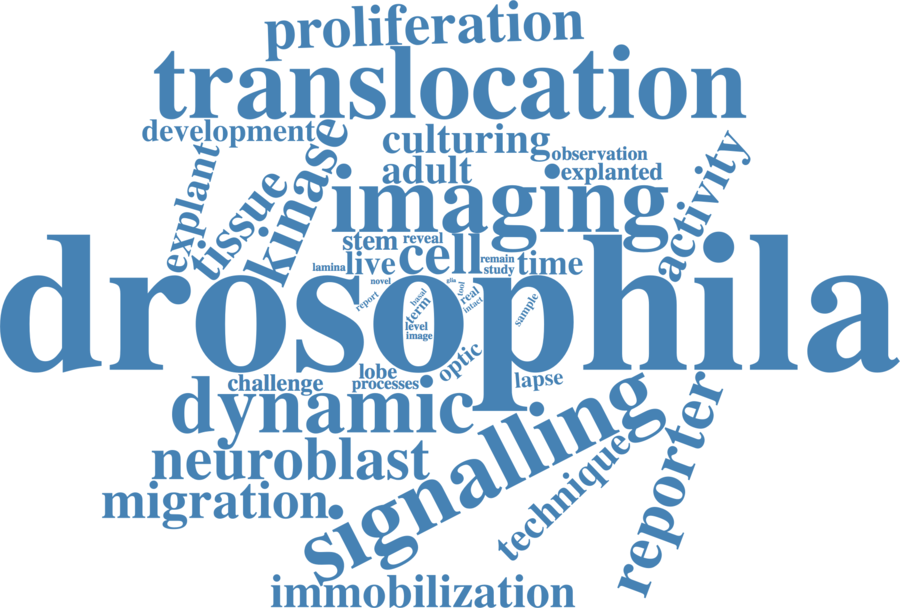 proliferation
translocation
development
culturing
observation
adult
explanted
explant
tissue
kinase
imaging
activity
stem
reveal
cell
remain
study
time
lamina
live
novel
glia
tool
real
intact
report
basal
term
level
image
sample
drosophila
optic
lobe
processes
challenge
lapse
dynamic
signalling
neuroblast
technique
reporter
migration
immobilization